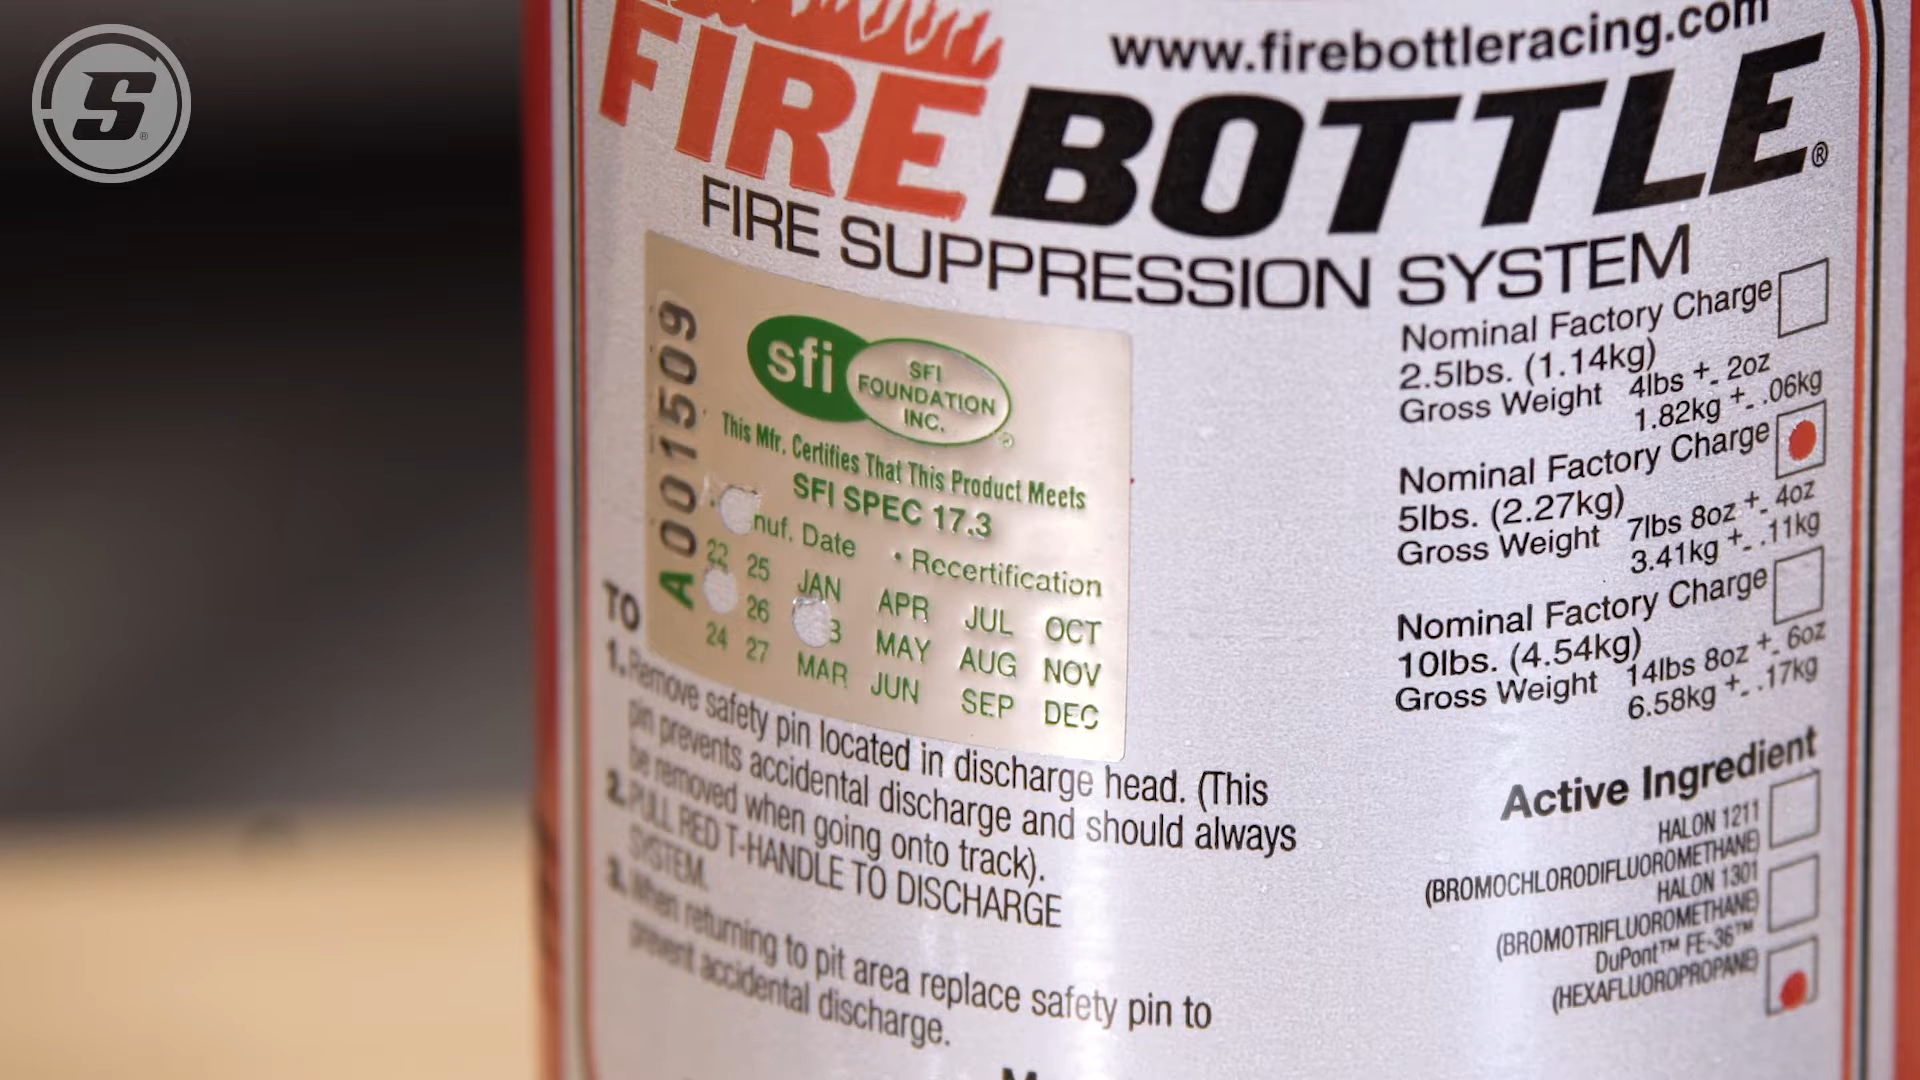 S
www.firebottleracing.com
FIREBOTTLE®
FIRE SUPPRESSION SYSTEM
A 001509
sfi
SFI
FOUNDATION
INC.
This Mfr. Certifies That This Product Meets
SFI SPEC 17.3
nuf. Date • Recertification
22 25 JAN APR JUL OCT
26 MAY AUG NOV
24 27 MAR JUN SEP DEC
Nominal Factory Charge
2.5lbs. (1.14kg)
Gross Weight 4lbs +- 2oz
1.82kg +- .06kg
Nominal Factory Charge
5lbs. (2.27kg)
Gross Weight 7lbs 8oz +- 4oz
3.41kg +- .11kg
Nominal Factory Charge
10lbs. (4.54kg)
Gross Weight 14lbs 8oz +- 6oz
6.58kg +- .17kg
TO
1. Remove safety pin located in discharge head. (This
pin prevents accidental discharge and should always
be removed when going onto track).
2. PULL RED T-HANDLE TO DISCHARGE
SYSTEM.
3. When returning to pit area replace safety pin to
prevent accidental discharge.
Active Ingredient
HALON 1211
(BROMOCHLORODIFLUOROMETHANE)
HALON 1301
(BROMOTRIFLUOROMETHANE)
DuPont™ FE-36™
(HEXAFLUOROPROPANE)